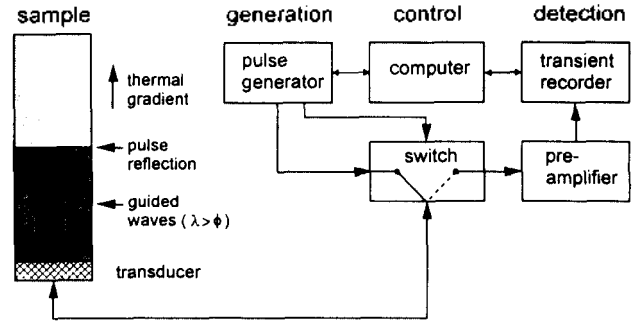 sample
generation
control
detection
thermal
gradient
pulse
reflection
guided
waves (λ>ϕ)
transducer
pulse
generator
computer
transient
recorder
switch
pre-
amplifier